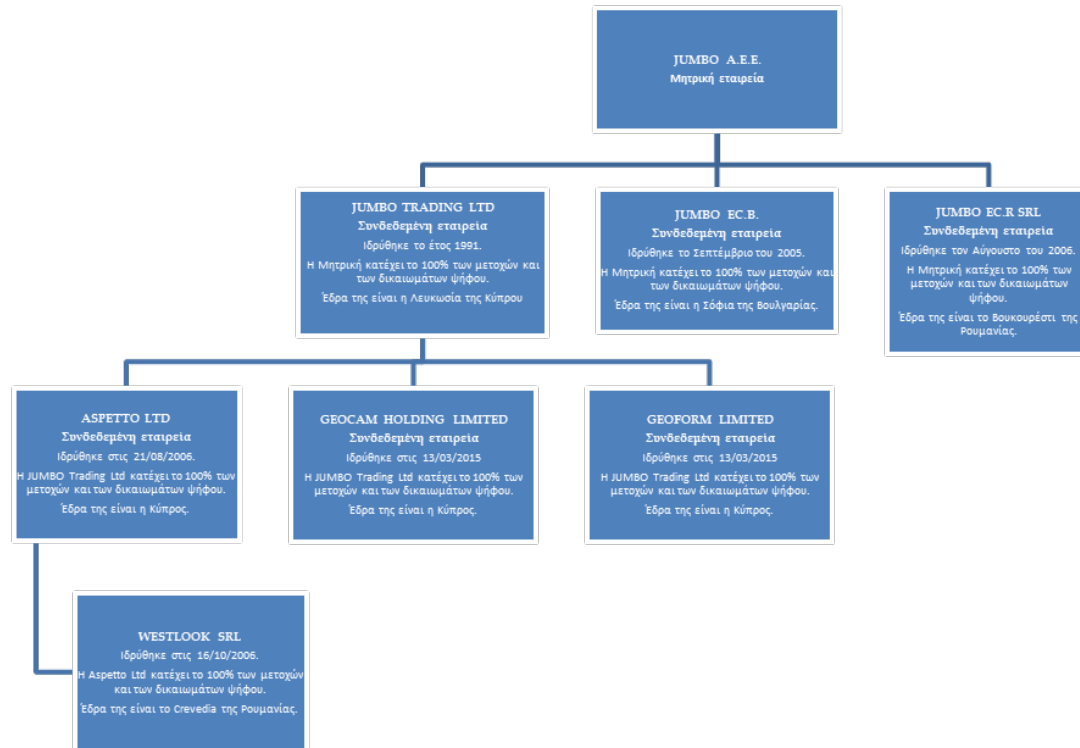 JUMBO A.E.E.
Μητρική εταιρεία
JUMBO TRADING LTD
Συνδεδεμένη εταιρεία
Ιδρύθηκε το έτος 1991.
Η Μητρική κατέχει το 100% των μετοχών και
των δικαιωμάτων ψήφου.
Έδρα της είναι η Λευκωσία της Κύπρου
JUMBO EC.B.
Συνδεδεμένη εταιρεία
Ιδρύθηκε το Σεπτέμβριο του 2005.
Η Μητρική κατέχει το 100% των μετοχών και
των δικαιωμάτων ψήφου.
Έδρα της είναι η Σόφια της Βουλγαρίας.
JUMBO EC.R SRL
Συνδεδεμένη εταιρεία
Ιδρύθηκε τον Αύγουστο του 2006.
Η Μητρική κατέχει το 100% των
μετοχών και των δικαιωμάτων
ψήφου.
Έδρα της είναι το Βουκουρέστι της
Ρουμανίας.
ASPETTO LTD
Συνδεδεμένη εταιρεία
Ιδρύθηκε στις 21/08/2006.
Η JUMBO Trading Ltd κατέχει το 100% των
μετοχών και των δικαιωμάτων ψήφου.
Έδρα της είναι η Κύπρος.
GEOCAM HOLDING LIMITED
Συνδεδεμένη εταιρεία
Ιδρύθηκε στις 13/03/2015
Η JUMBO Trading Ltd κατέχει το 100% των
μετοχών και των δικαιωμάτων ψήφου.
Έδρα της είναι η Κύπρος.
GEOFORM LIMITED
Συνδεδεμένη εταιρεία
Ιδρύθηκε στις 13/03/2015
Η JUMBO Trading Ltd κατέχει το 100% των
μετοχών και των δικαιωμάτων ψήφου.
Έδρα της είναι η Κύπρος.
WESTLOOK SRL
Ιδρύθηκε στις 16/10/2006.
Η Aspetto Ltd κατέχει το 100% των μετοχών
και των δικαιωμάτων ψήφου.
Έδρα της είναι το Crevedia της Ρουμανίας.